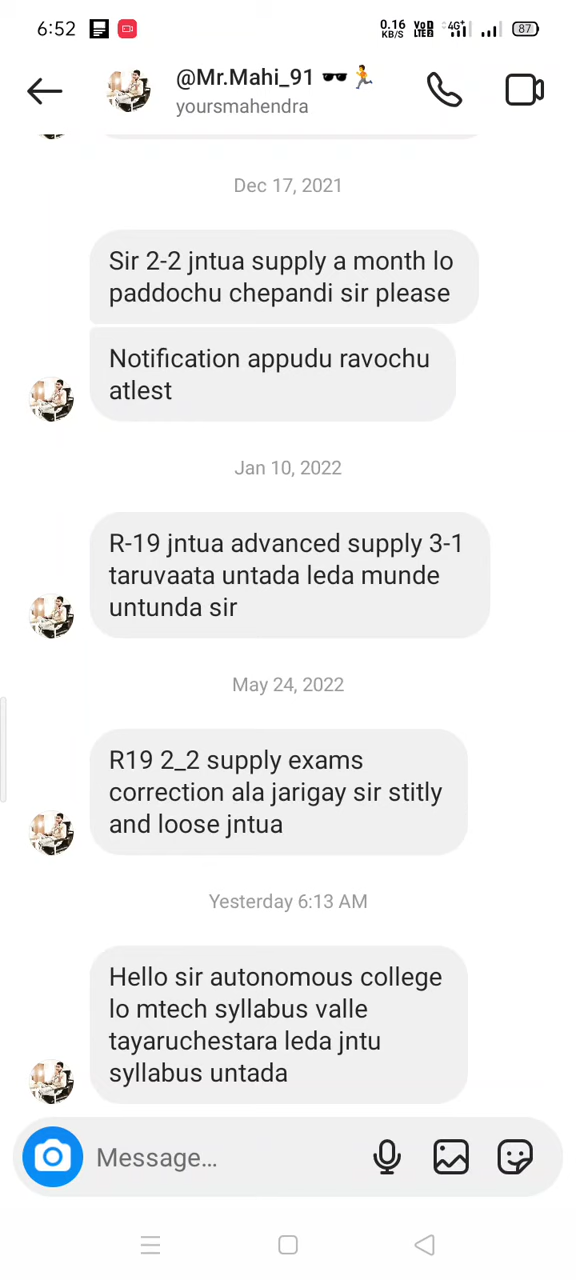 6:52
0.16 KB/S VoD LTE2 4G+ 87
@Mr.Mahi_91 🕶️🏃
yoursmahendra
Dec 17, 2021
Sir 2-2 jntua supply a month lo
paddochu chepandi sir please
Notification appudu ravochu
atlest
Jan 10, 2022
R-19 jntua advanced supply 3-1
taruvaata untada leda munde
untunda sir
May 24, 2022
R19 2_2 supply exams
correction ala jarigay sir stitly
and loose jntua
Yesterday 6:13 AM
Hello sir autonomous college
lo mtech syllabus valle
tayaruchestara leda jntu
syllabus untada
Message...